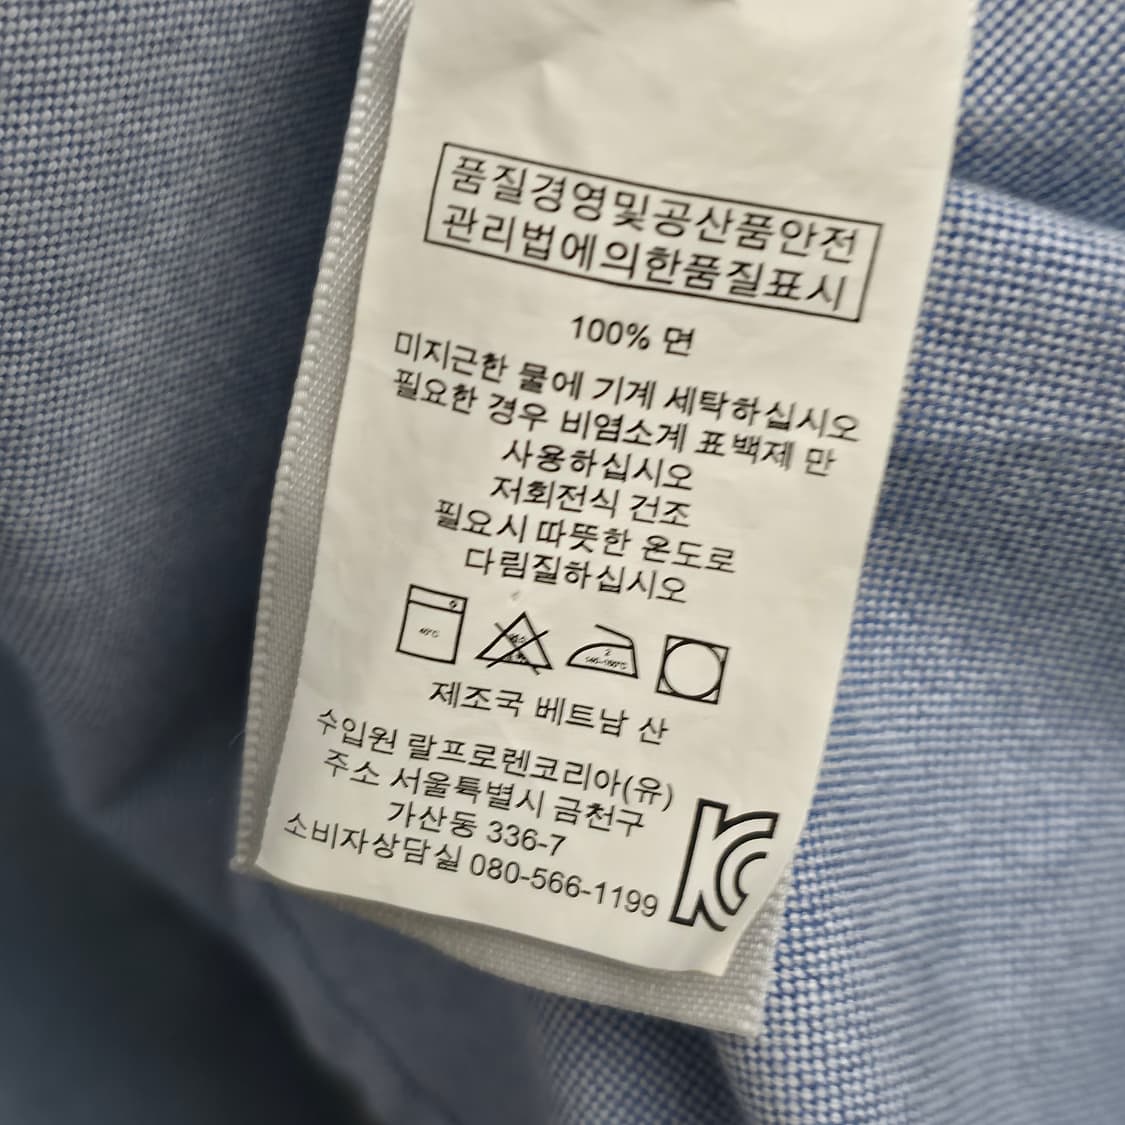 품질경영및공산품안전
관리법에의한품질표시
100% 면
미지근한 물에 기계 세탁하십시오
필요한 경우 비염소계 표백제 만
사용하십시오
저회전식 건조
필요시 따뜻한 온도로
다림질하십시오
40°C
2
140-160°C
제조국 베트남 산
수입원 랄프로렌코리아(유)
주소 서울특별시 금천구
가산동 336-7
소비자상담실 080-566-1199
KC